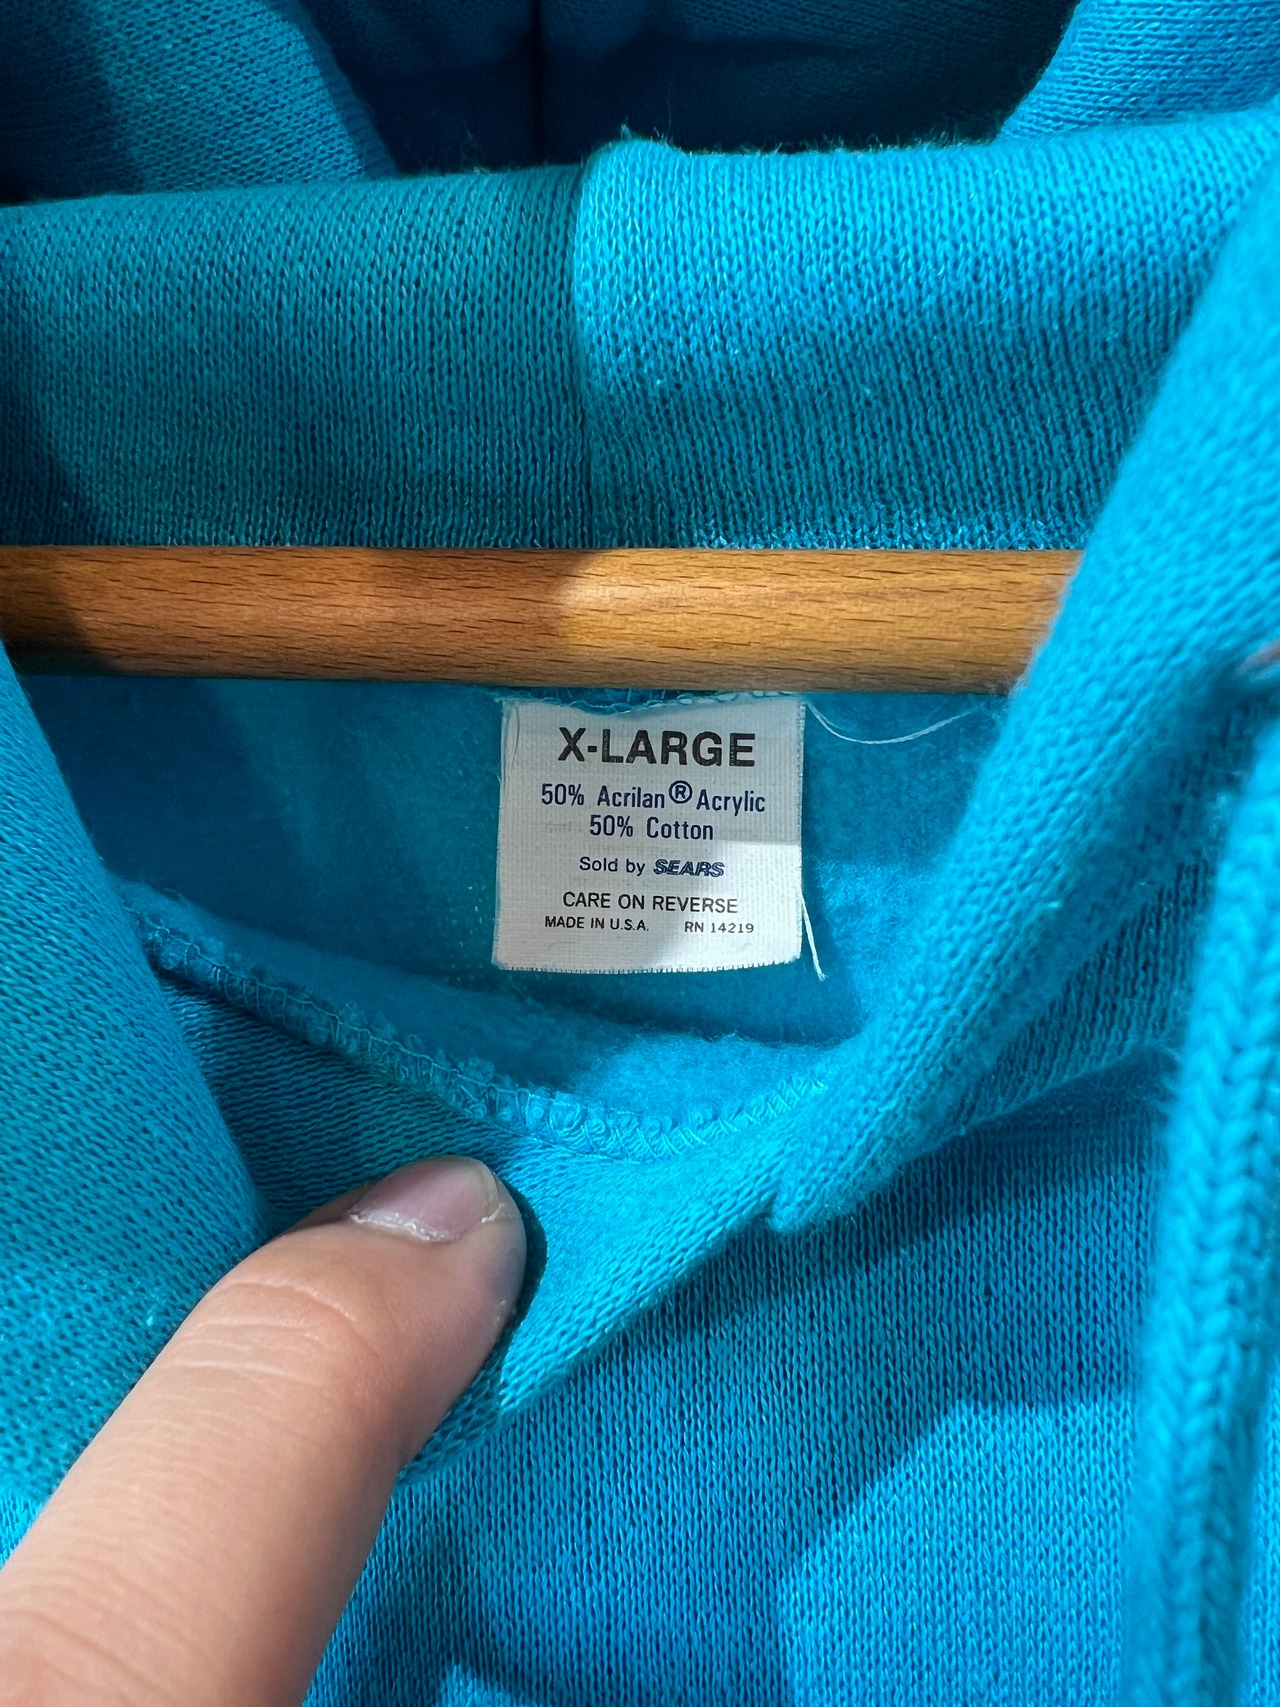 X-LARGE
50% Acrilan® Acrylic
50% Cotton
Sold by SEARS
CARE ON REVERSE
MADE IN U.S.A. RN 14219